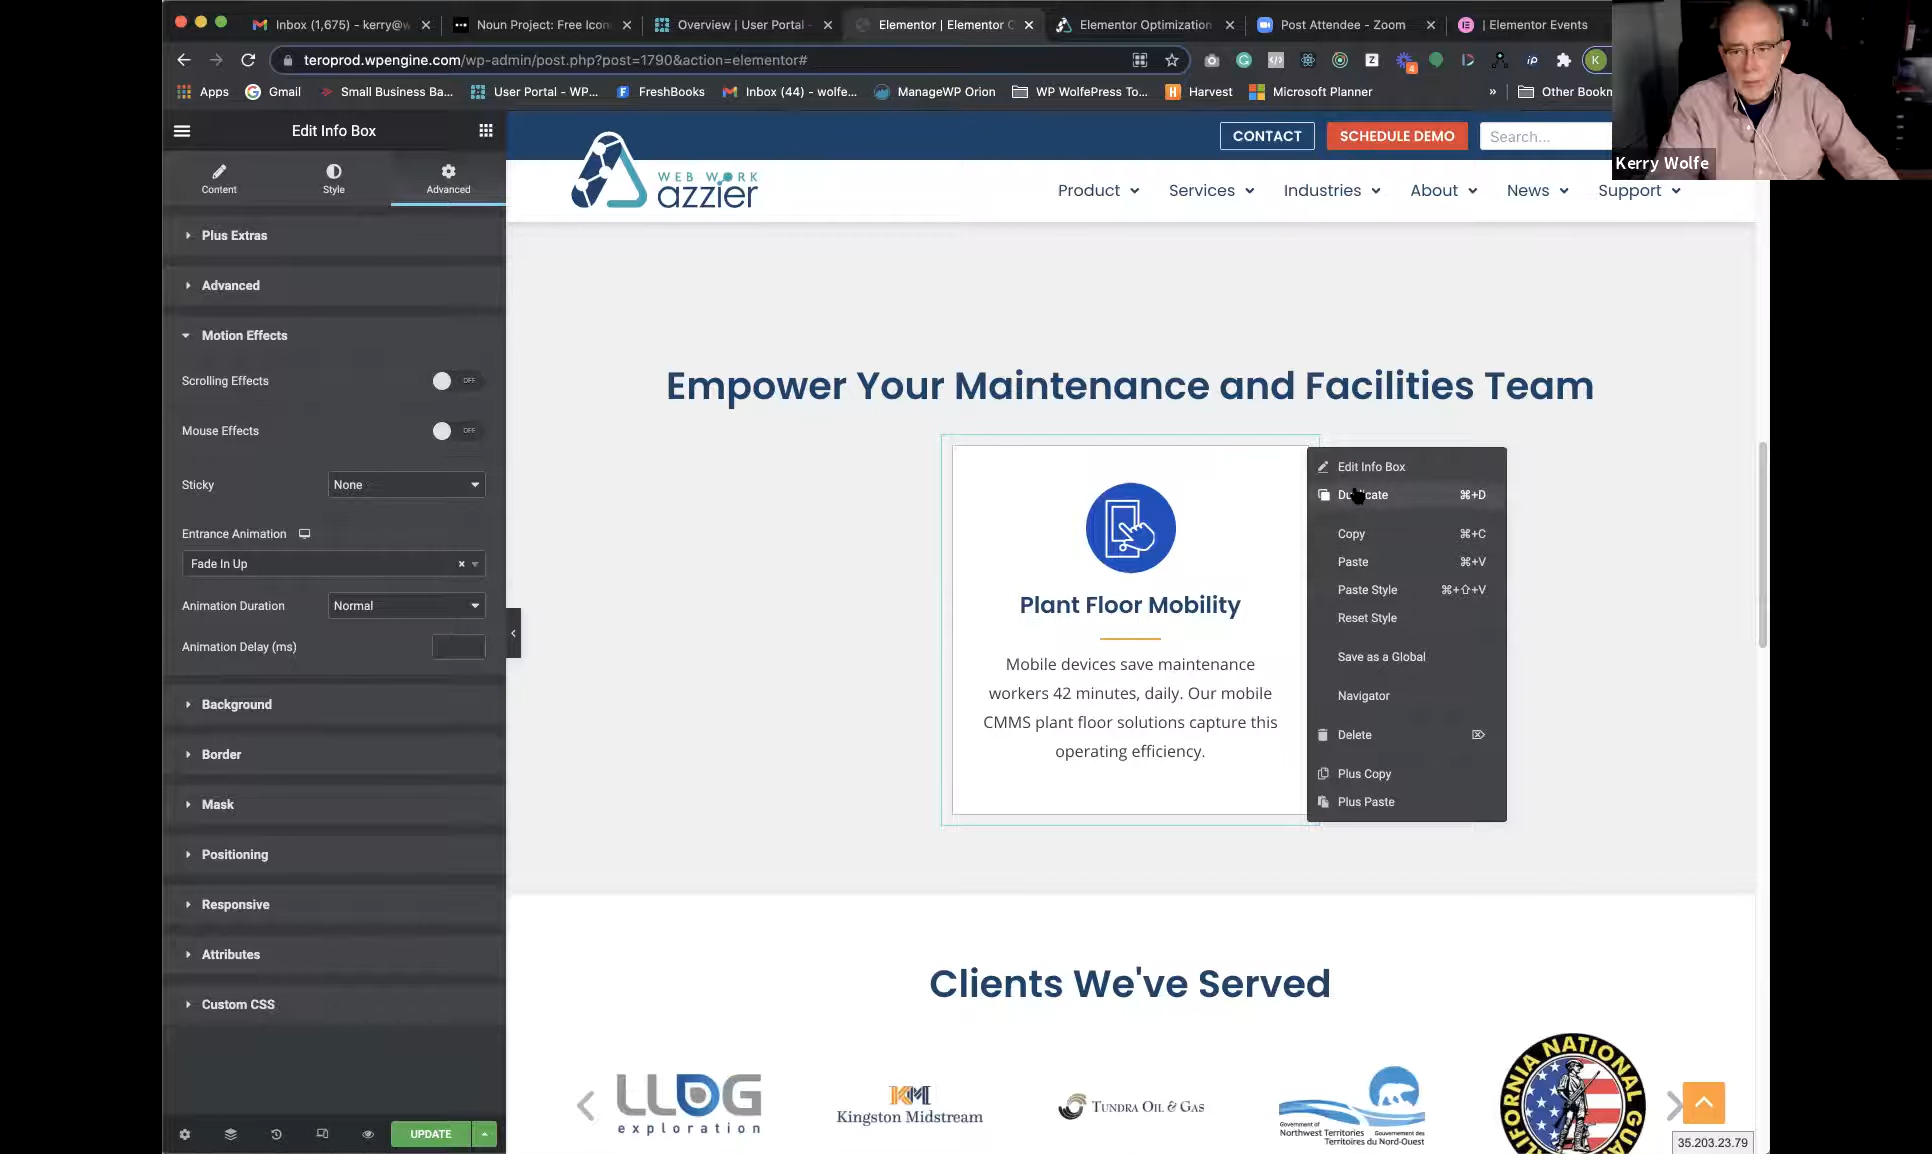 Inbox (1,675) - kerry@w
Noun Project: Free Icon
Overview | User Portal -
Elementor | Elementor C
Elementor Optimization
Post Attendee - Zoom
| Elementor Events
teroprod.wpengine.com/wp-admin/post.php?post=1790&action=elementor#
Apps
Gmail
Small Business Ba...
User Portal - WP...
FreshBooks
Inbox (44) - wolfe...
ManageWP Orion
WP WolfePress To...
Harvest
Microsoft Planner
»
Other Bookm
Kerry Wolfe
Edit Info Box
Content
Style
Advanced
Plus Extras
Advanced
Motion Effects
Scrolling Effects
OFF
Mouse Effects
OFF
Sticky
None
Entrance Animation
Fade In Up
Animation Duration
Normal
Animation Delay (ms)
Background
Border
Mask
Positioning
Responsive
Attributes
Custom CSS
UPDATE
CONTACT
SCHEDULE DEMO
Search...
WEB WORK
azzier
Product
Services
Industries
About
News
Support
Empower Your Maintenance and Facilities Team
Plant Floor Mobility
Mobile devices save maintenance
workers 42 minutes, daily. Our mobile
CMMS plant floor solutions capture this
operating efficiency.
Edit Info Box
Duplicate ⌘+D
Copy ⌘+C
Paste ⌘+V
Paste Style ⌘+⇧+V
Reset Style
Save as a Global
Navigator
Delete
Plus Copy
Plus Paste
Clients We've Served
LLOG
exploration
KM
Kingston Midstream
TUNDRA OIL & GAS
Government of
Northwest Territories
Gouvernement des
Territoires du Nord-Ouest
CALIFORNIA NATIONAL GUA
35.203.23.79